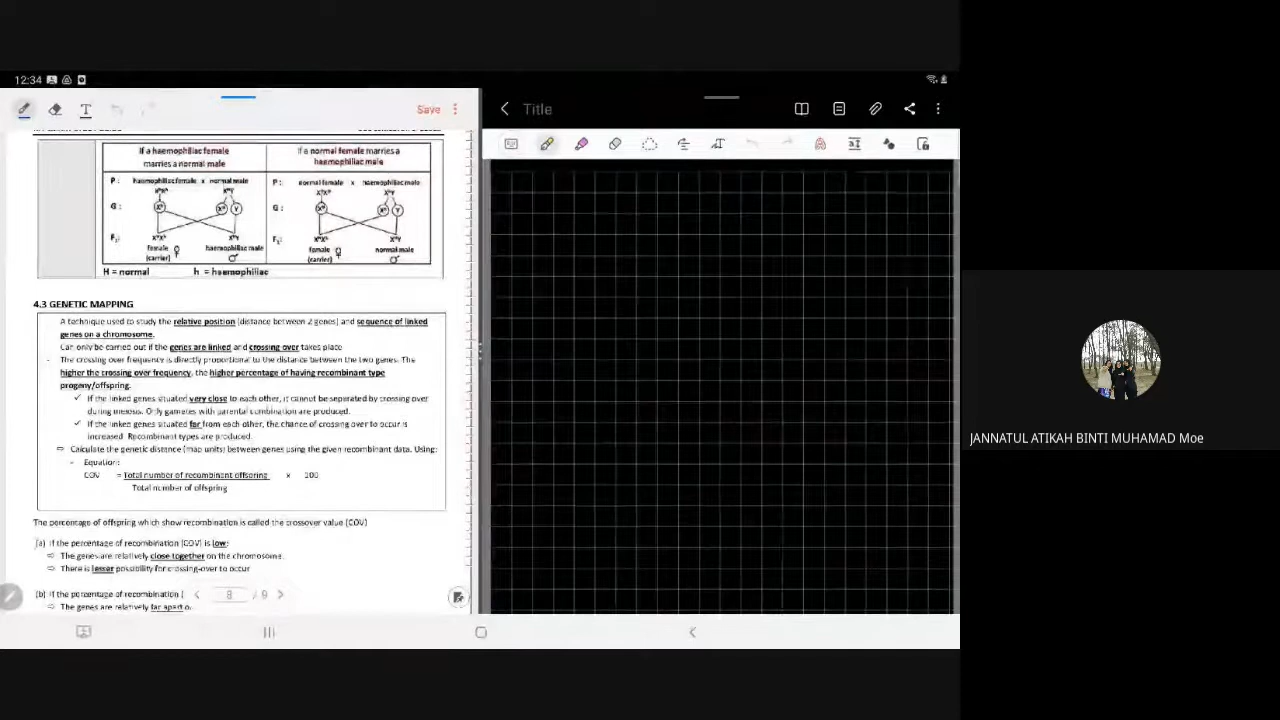 12:34
Save
Title
If a haemophiliac female
marries a normal male
If a normal female marries a
haemophiliac male
P : haemophiliac female x normal male
P : normal female x haemophiliac male
G :
G :
F₁:
F₁:
female ♀
(carrier)
haemophiliac male
♂
female ♀
(carrier)
normal male
♂
H = normal h = haemophiliac
4.3 GENETIC MAPPING
A technique used to study the relative position (distance between 2 genes) and sequence of linked
genes on a chromosome.
Can only be carried out if the genes are linked and crossing over takes place
- The crossing over frequency is directly proportional to the distance between the two genes. The
higher the crossing over frequency, the higher percentage of having recombinant type
progeny/offspring.
✓ If the linked genes situated very close to each other, it cannot be separated by crossing over
during meiosis. Only gametes with parental combination are produced.
✓ If the linked genes situated far from each other, the chance of crossing over to occur is
increased. Recombinant types are produced.
⇨ Calculate the genetic distance (map units) between genes using the given recombinant data. Using:
- Equation:
COV = Total number of recombinant offspring x 100
Total number of offspring
The percentage of offspring which show recombination is called the crossover value (COV)
(a) If the percentage of recombination (COV) is low:
⇨ The genes are relatively close together on the chromosome.
⇨ There is lesser possibility for crossing-over to occur
(b) If the percentage of recombination (
⇨ The genes are relatively far apart o
8 / 9
JANNATUL ATIKAH BINTI MUHAMAD Moe